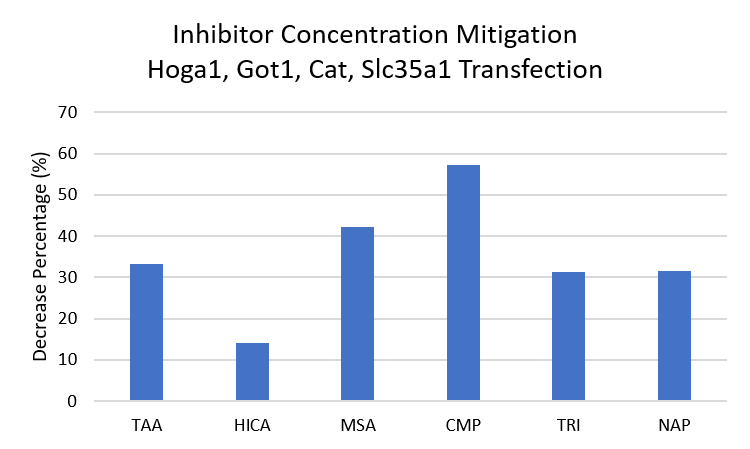 Inhibitor Concentration Mitigation
Hoga1, Got1, Cat, Slc35a1 Transfection
Decrease Percentage (%)
70
60
50
40
30
20
10
0
TAA HICA MSA CMP TRI NAP